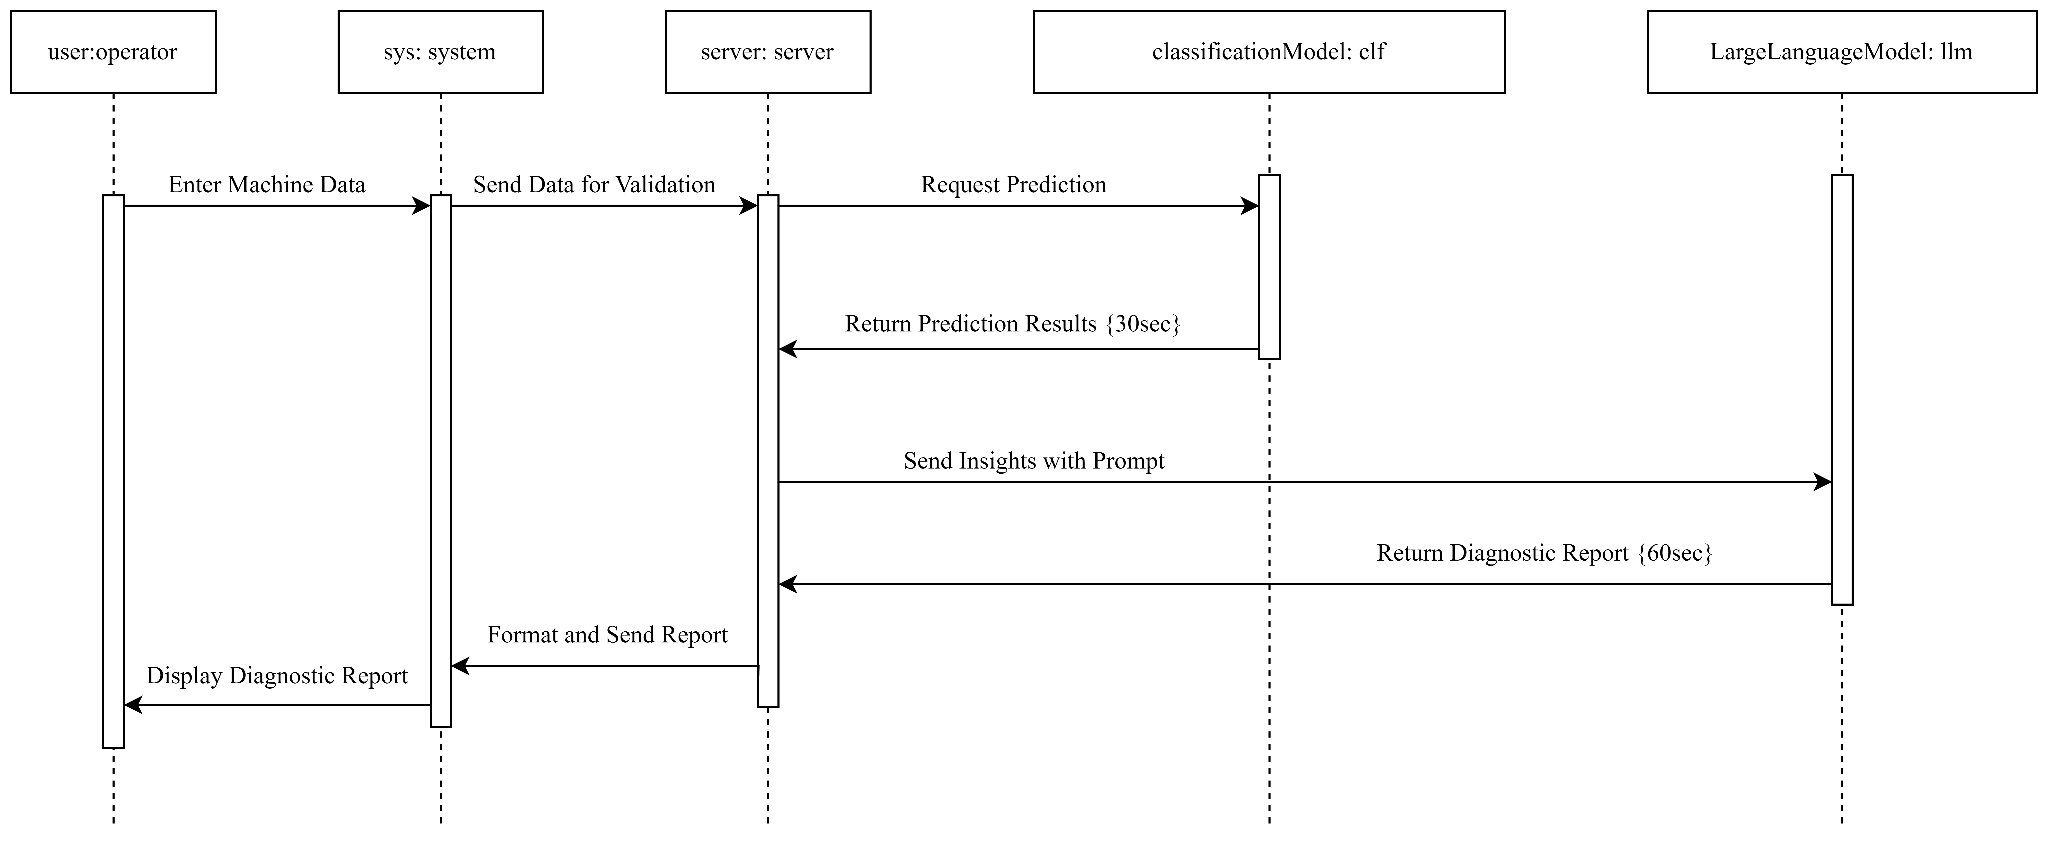 user:operator
sys: system
server: server
classificationModel: clf
LargeLanguageModel: llm
Enter Machine Data
Send Data for Validation
Request Prediction
Return Prediction Results {30sec}
Send Insights with Prompt
Return Diagnostic Report {60sec}
Format and Send Report
Display Diagnostic Report